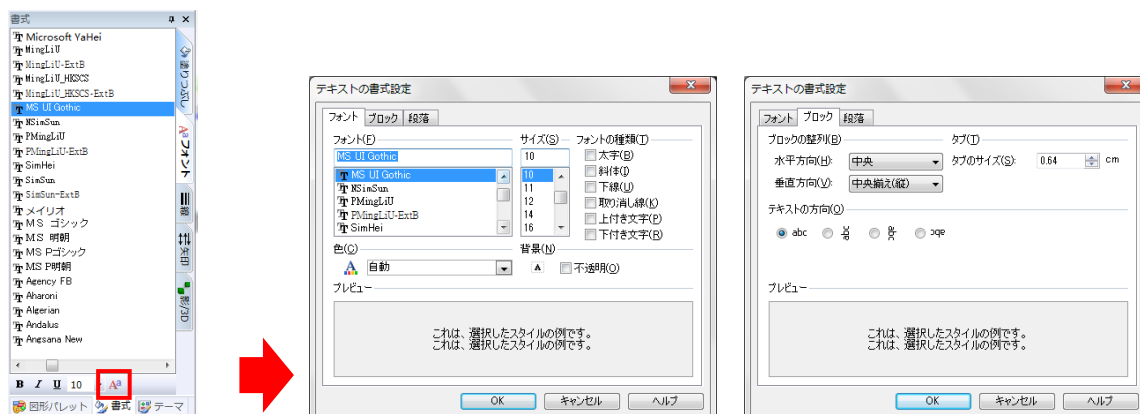 書式
Microsoft YaHei
MingLiU
MingLiU-ExtB
MingLiU_HKSCS
MingLiU_HKSCS-ExtB
MS UI Gothic
NSimSun
PMingLiU
PMingLiU-ExtB
SimHei
SimSun
SimSun-ExtB
メイリオ
MS ゴシック
MS 明朝
MS Pゴシック
MS P明朝
Agency FB
Aharoni
Algerian
Andalus
Angsana New
塗りつぶし
Aa フォント
線
矢印
影/3D
B I U 10 Aa
図形パレット 書式 テーマ
テキストの書式設定
フォント ブロック 段落
フォント(F) サイズ(S) フォントの種類(T)
MS UI Gothic 10 太字(B)
MS UI Gothic 10 斜体(I)
NSimSun 11 下線(U)
PMingLiU 12 取り消し線(K)
PMingLiU-ExtB 14 上付き文字(P)
SimHei 16 下付き文字(R)
色(C) 背景(N)
A 自動 A 不透明(O)
プレビュー
これは、選択したスタイルの例です。
これは、選択したスタイルの例です。
OK キャンセル ヘルプ
テキストの書式設定
フォント ブロック 段落
ブロックの整列(B) タブ(T)
水平方向(H): 中央 タブのサイズ(S): 0.64 cm
垂直方向(V): 中央揃え(縦)
テキストの方向(O)
abc abc abc abc
プレビュー
これは、選択したスタイルの例です。
これは、選択したスタイルの例です。
OK キャンセル ヘルプ